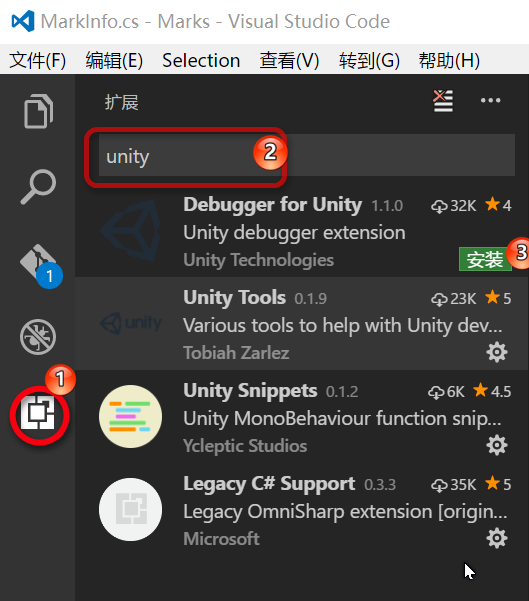 MarkInfo.cs - Marks - Visual Studio Code
文件(F) 编辑(E) Selection 查看(V) 转到(G) 帮助(H)
扩展
unity
2
Debugger for Unity 1.1.0 32K 4
Unity debugger extension
Unity Technologies 安装 3
1
unity
Unity Tools 0.1.9 23K 5
Various tools to help with Unity dev...
Tobiah Zarlez
1
Unity Snippets 0.1.2 6K 4.5
Unity MonoBehaviour function snip...
Ycleptic Studios
Legacy C# Support 0.3.3 35K 5
Legacy OmniSharp extension [origin...
Microsoft